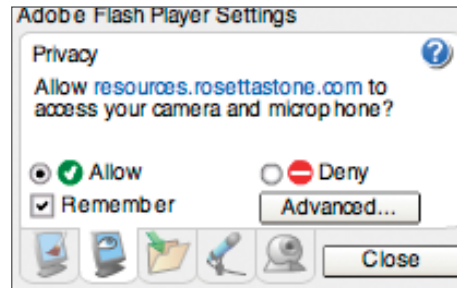 Adobe Flash Player Settings
Privacy
Allow resources.rosettastone.com to
access your camera and microphone?
Allow
Deny
Remember
Advanced...
Close